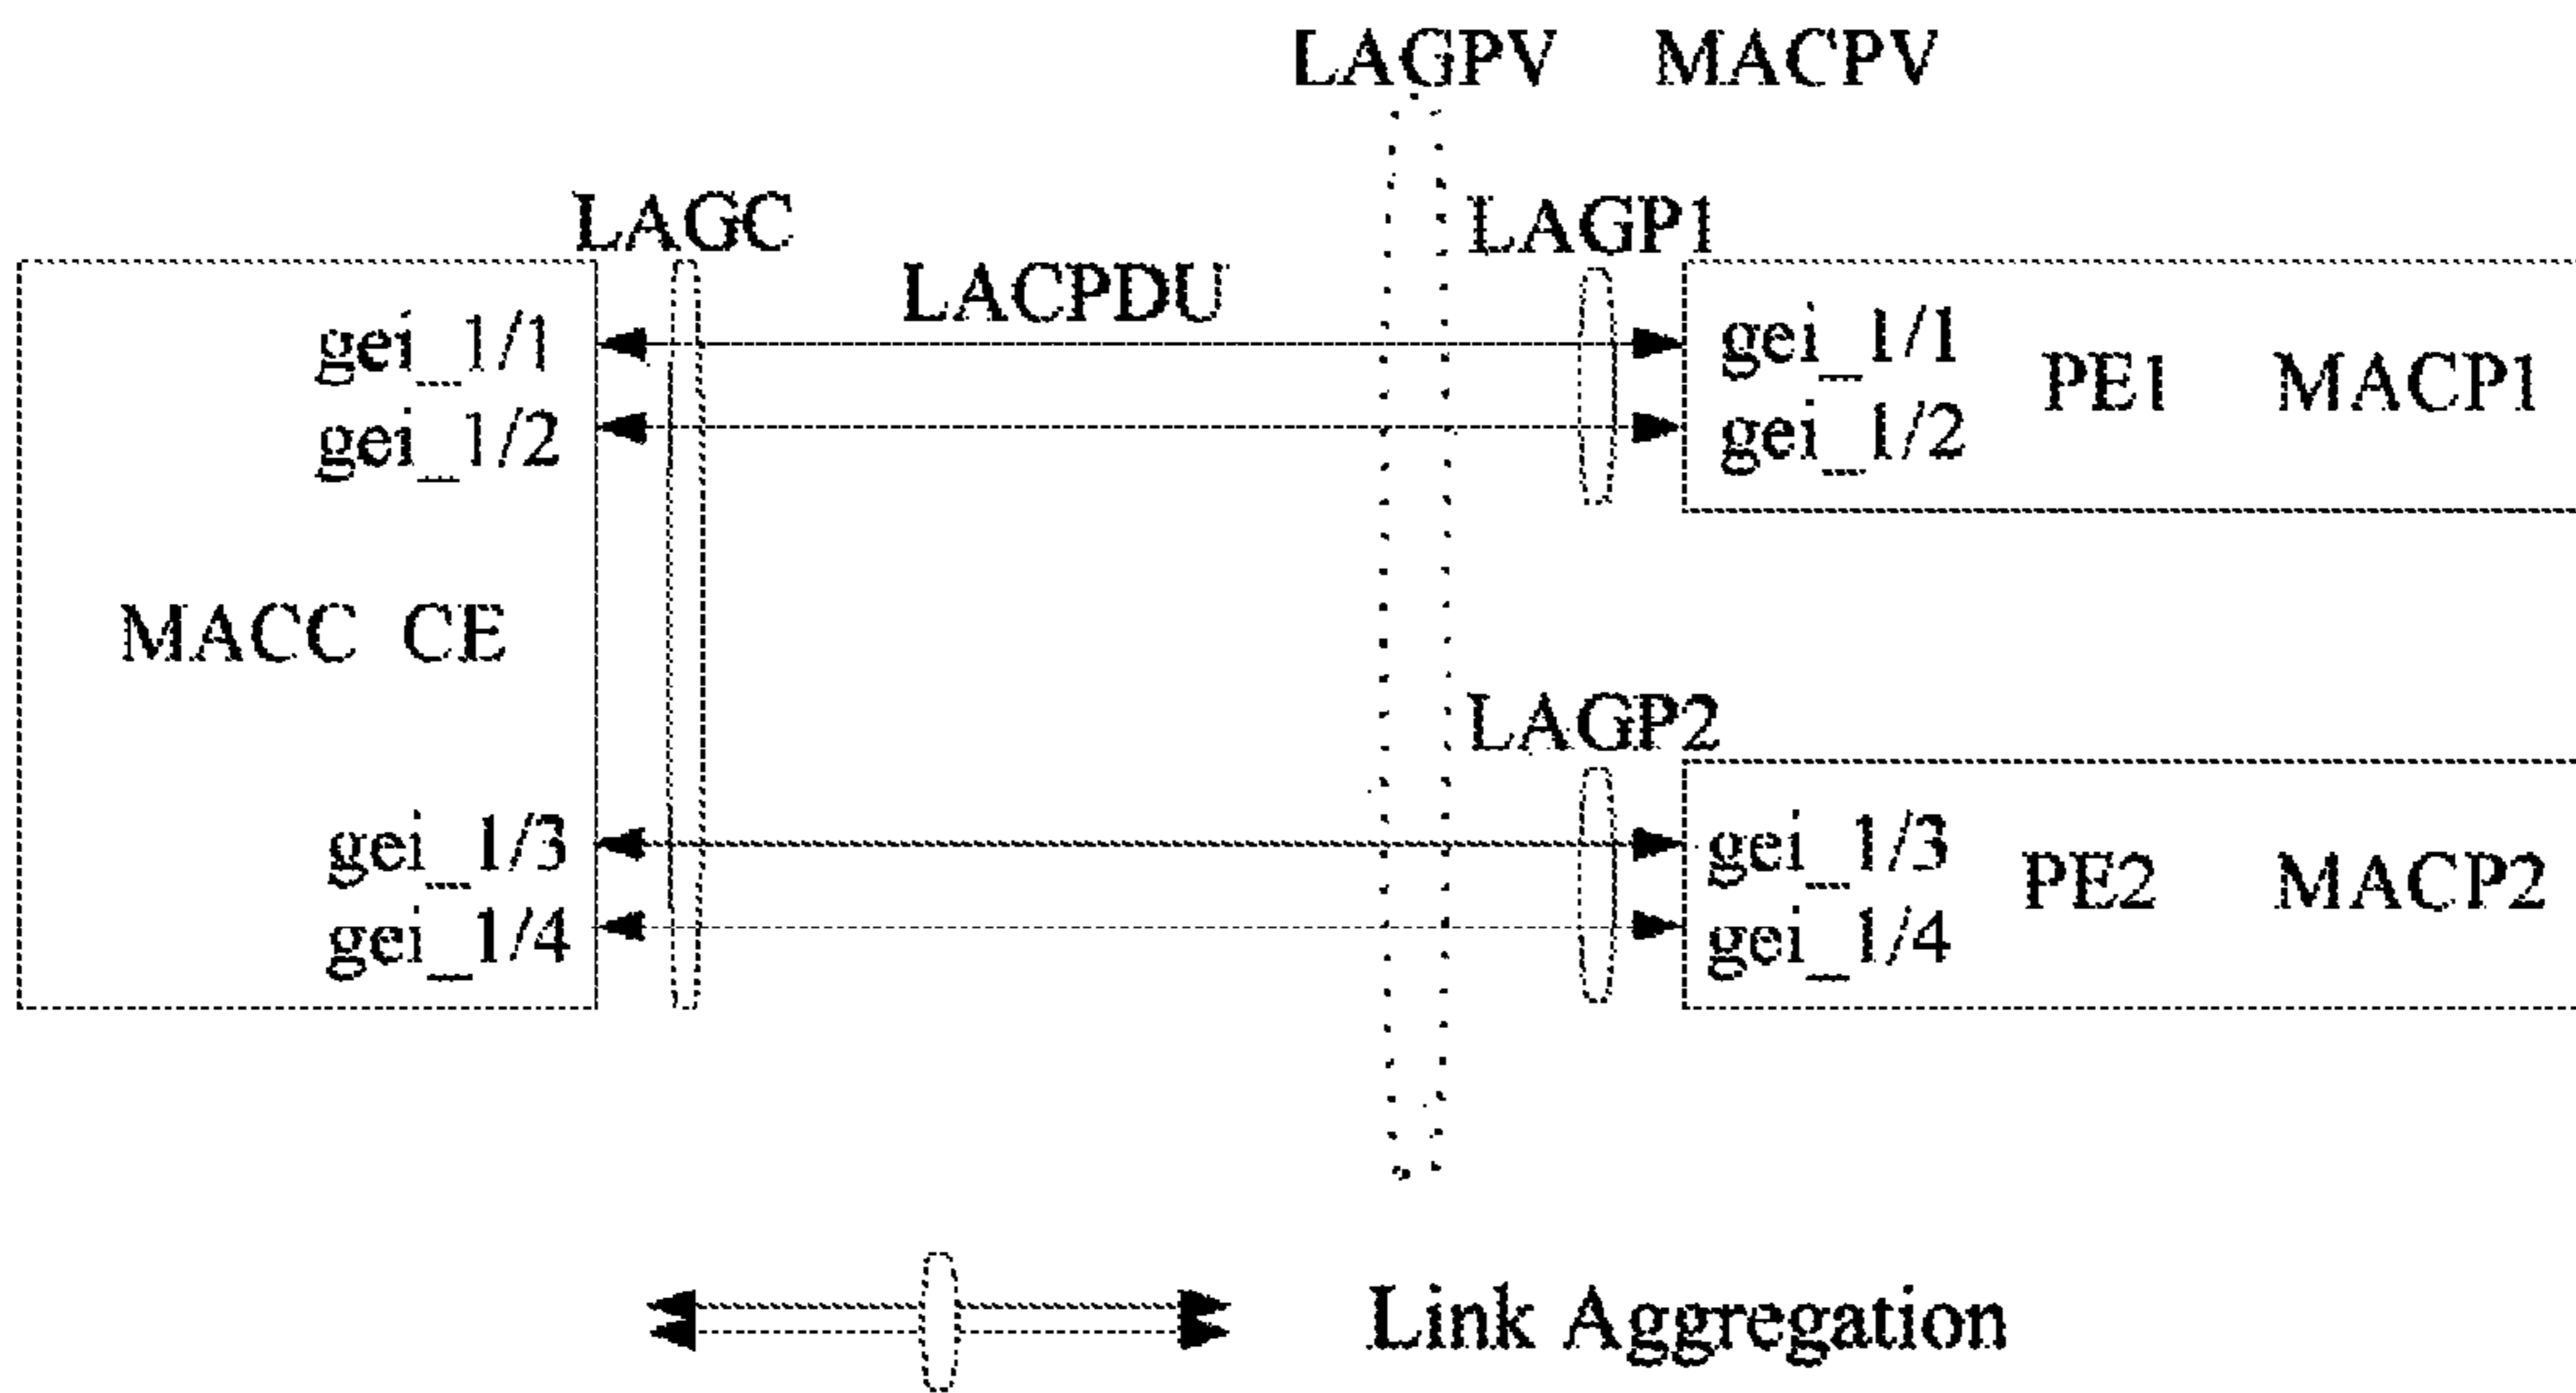 LAGPV MACPV
LAGC
LACPDU
LAGP1
gei_1/1
gei_1/2
gei_1/1
gei_1/2
PE1 MACP1
MACC CE
LAGP2
gei_1/3
gei_1/4
gei_1/3
gei_1/4
PE2 MACP2
Link Aggregation